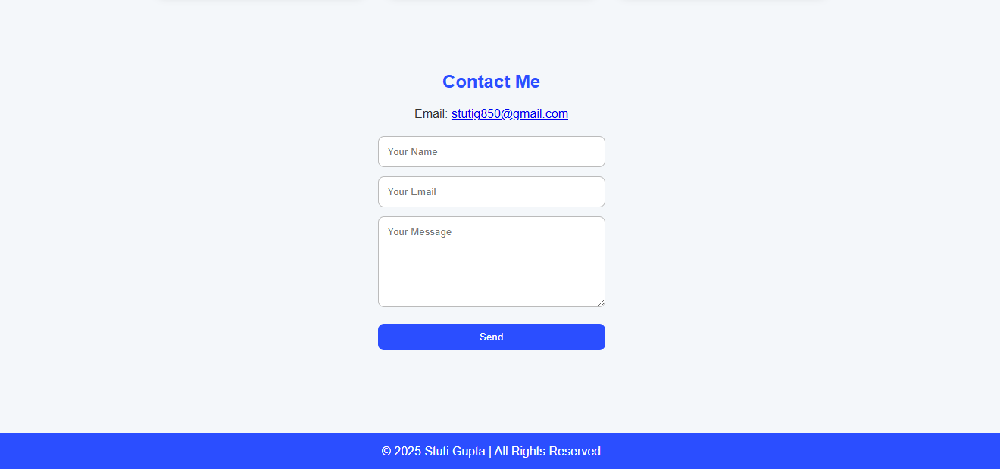 Contact Me
Email: stutig850@gmail.com
Your Name
Your Email
Your Message
Send
© 2025 Stuti Gupta | All Rights Reserved